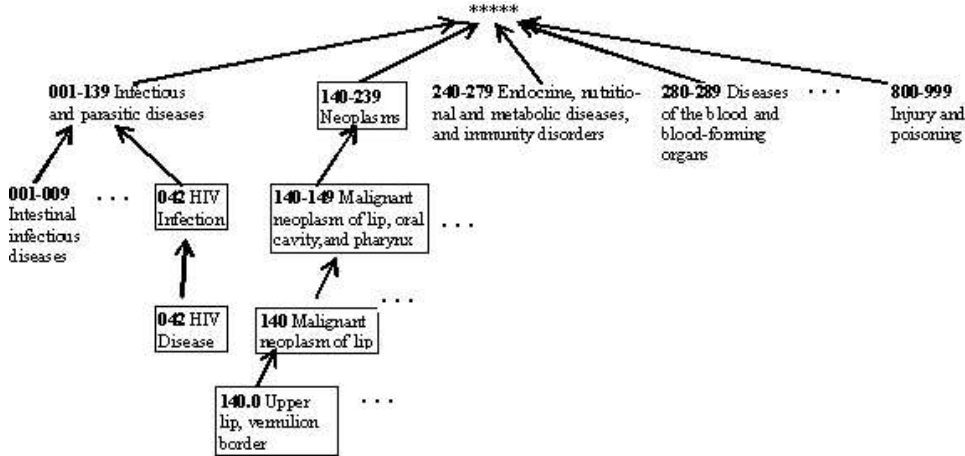 *****
001-139 Infectious
and parasitic diseases
140-239
Neoplasms
240-279 Endocrine, nutritio-
nal and metabolic diseases,
and immunity disorders
280-289 Diseases
of the blood and
blood-forming
organs
. . .
800-999
Injury and
poisoning
001-009
Intestinal
infectious
diseases
. . .
042 HIV
Infection
140-149 Malignant
neoplasm of lip, oral
cavity,and pharynx
. . .
042 HIV
Disease
140 Malignant
neoplasm of lip
. . .
140.0 Upper
lip, vermilion
border
. . .